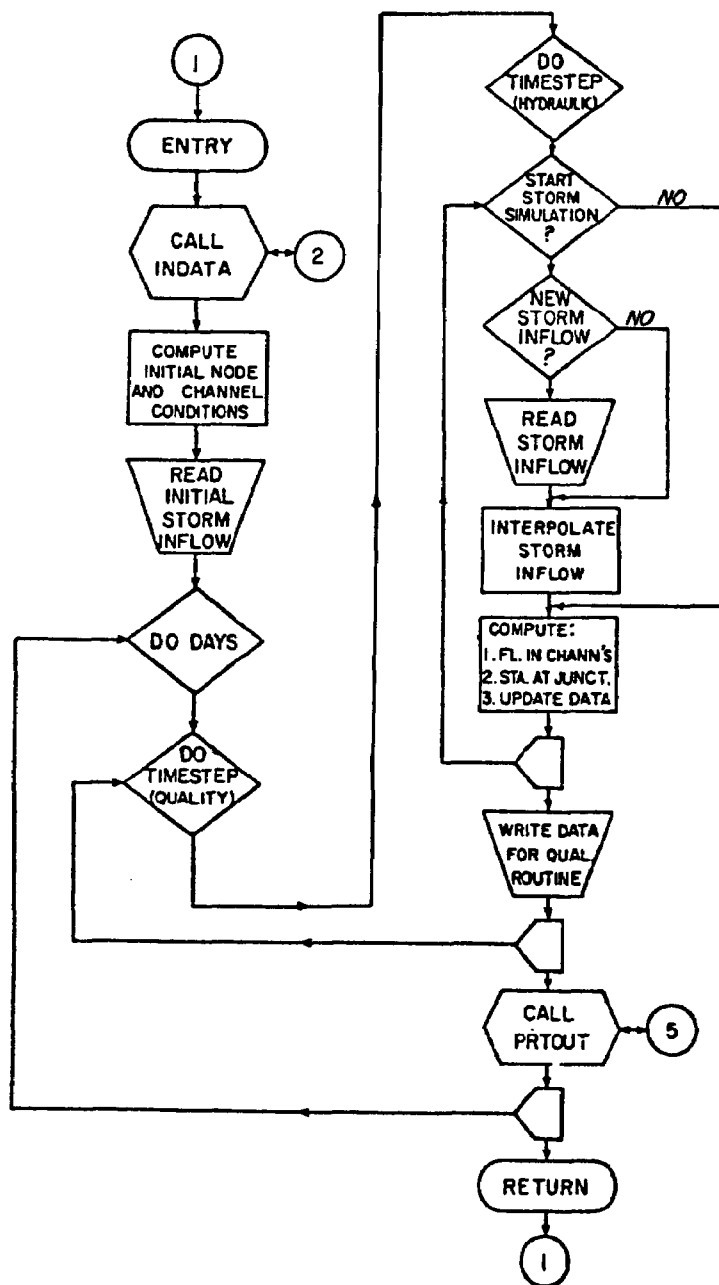 1
ENTRY
CALL
INDATA
2
COMPUTE
INITIAL NODE
AND CHANNEL
CONDITIONS
READ
INITIAL
STORM
INFLOW
DO DAYS
DO
TIMESTEP
(QUALITY)
DO
TIMESTEP
(HYDRAULIC)
START
STORM
SIMULATION
?
NO
NEW
STORM
INFLOW
?
NO
READ
STORM
INFLOW
INTERPOLATE
STORM
INFLOW
COMPUTE:
1. FL. IN CHANN'S
2. STA. AT JUNCT.
3. UPDATE DATA
WRITE DATA
FOR QUAL.
ROUTINE
CALL
PRTOUT
5
RETURN
1